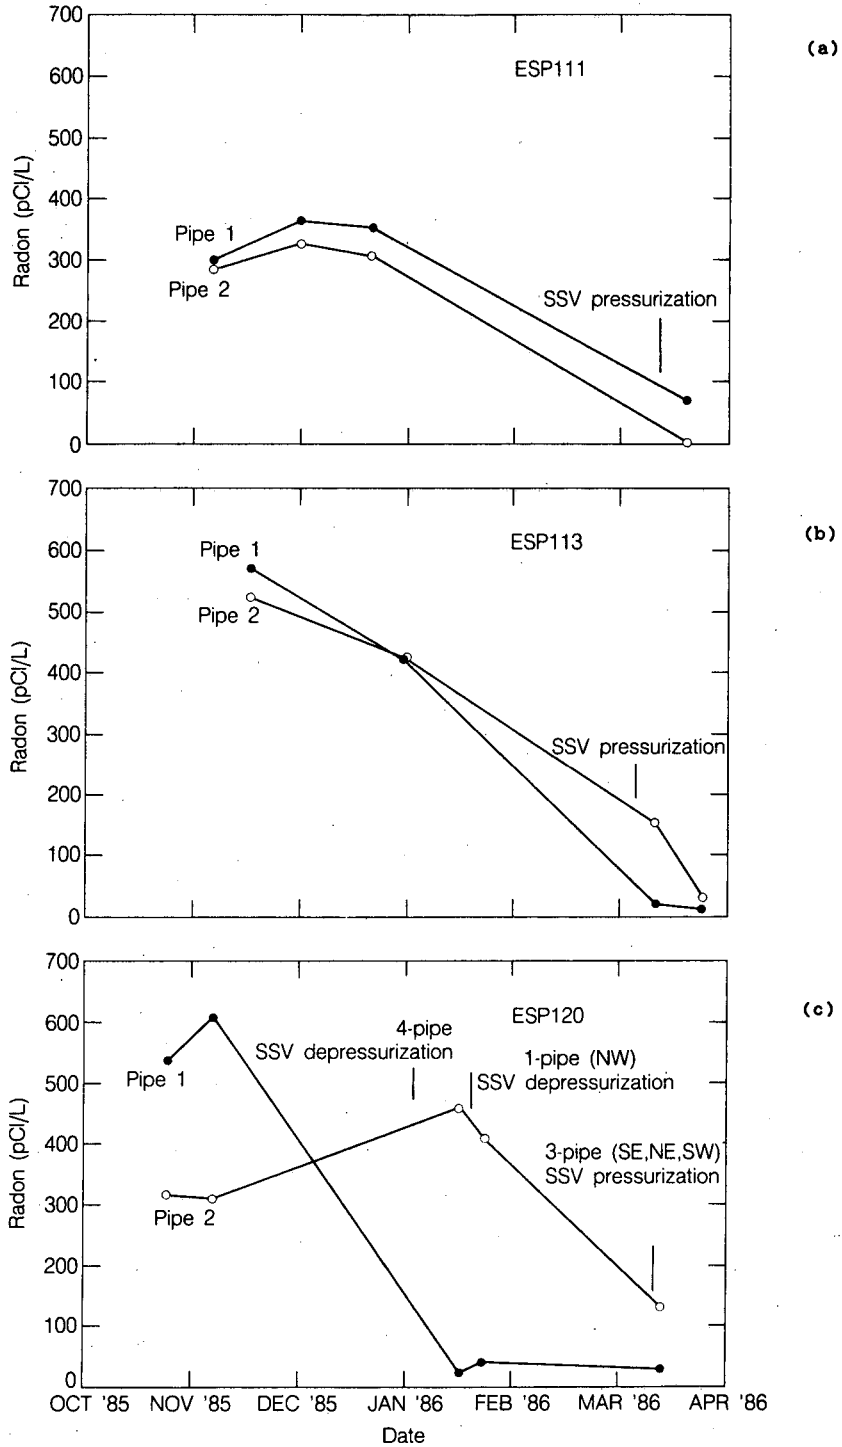 (a)
ESP111
700
600
500
400
300
200
100
0
Radon (pCi/L)
Pipe 1
Pipe 2
SSV pressurization
(b)
ESP113
700
600
500
400
300
200
100
0
Radon (pCi/L)
Pipe 1
Pipe 2
SSV pressurization
(c)
ESP120
700
600
500
400
300
200
100
0
Radon (pCi/L)
Pipe 1
Pipe 2
4-pipe
SSV depressurization
1-pipe (NW)
SSV depressurization
3-pipe (SE,NE,SW)
SSV pressurization
OCT '85 NOV '85 DEC '85 JAN '86 FEB '86 MAR '86 APR '86
Date